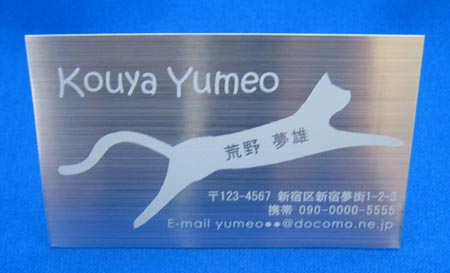 Kouya Yumeo
荒野 夢雄
〒123-4567 新宿区新宿夢街1-2-3
携帯 090-0000-5555
E-mail yumeo●●@docomo.ne.jp